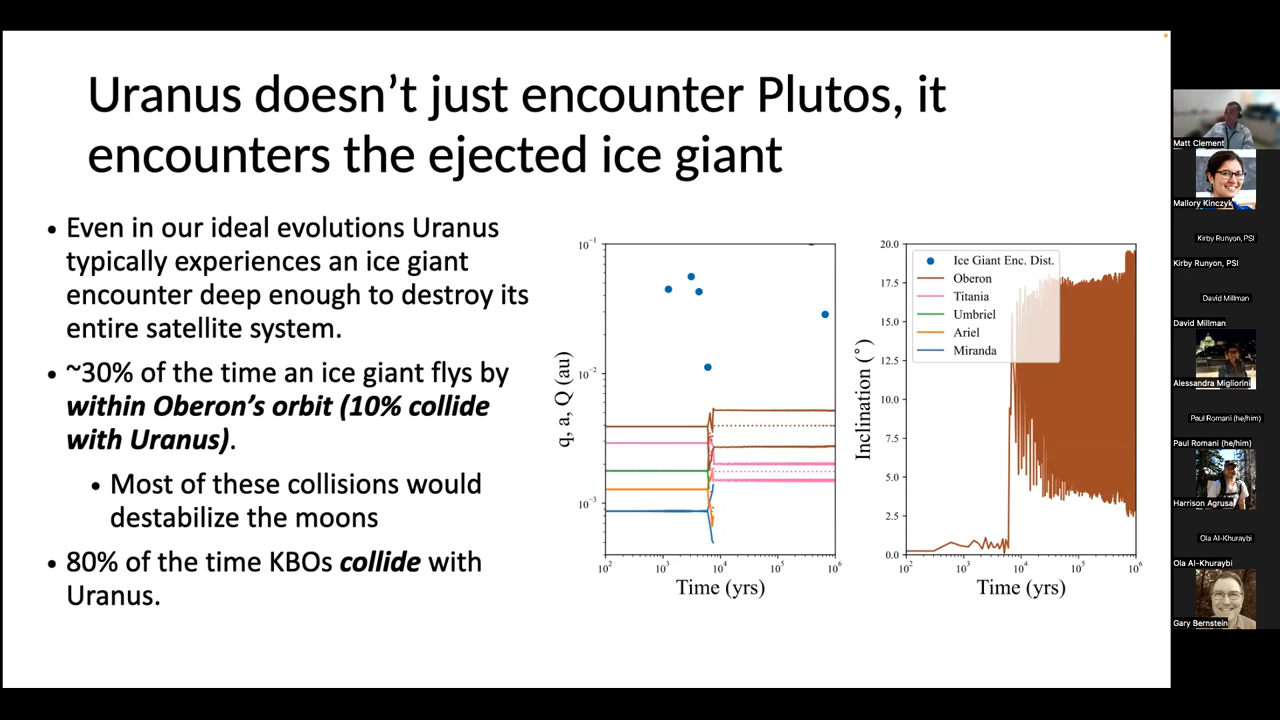 Uranus doesn't just encounter Plutos, it
encounters the ejected ice giant
• Even in our ideal evolutions Uranus
typically experiences an ice giant
encounter deep enough to destroy its
entire satellite system.
• ~30% of the time an ice giant flys by
within Oberon's orbit (10% collide
with Uranus).
• Most of these collisions would
destabilize the moons
• 80% of the time KBOs collide with
Uranus.
q, a, Q (au)
10⁻¹
10⁻²
10⁻³
10² 10³ 10⁴ 10⁵ 10⁶
Time (yrs)
Inclination (°)
20.0
17.5
15.0
12.5
10.0
7.5
5.0
2.5
0.0
Ice Giant Enc. Dist.
Oberon
Titania
Umbriel
Ariel
Miranda
10² 10³ 10⁴ 10⁵ 10⁶
Time (yrs)
Matt Clement
Mallory Kinczyk
Kirby Runyon, PSI
Kirby Runyon, PSI
David Millman
David Millman
Alessandra Migliorini
Paul Romani (he/him)
Paul Romani (he/him)
Harrison Agrusa
Ola Al-Khuraybi
Ola Al-Khuraybi
Gary Bernstein